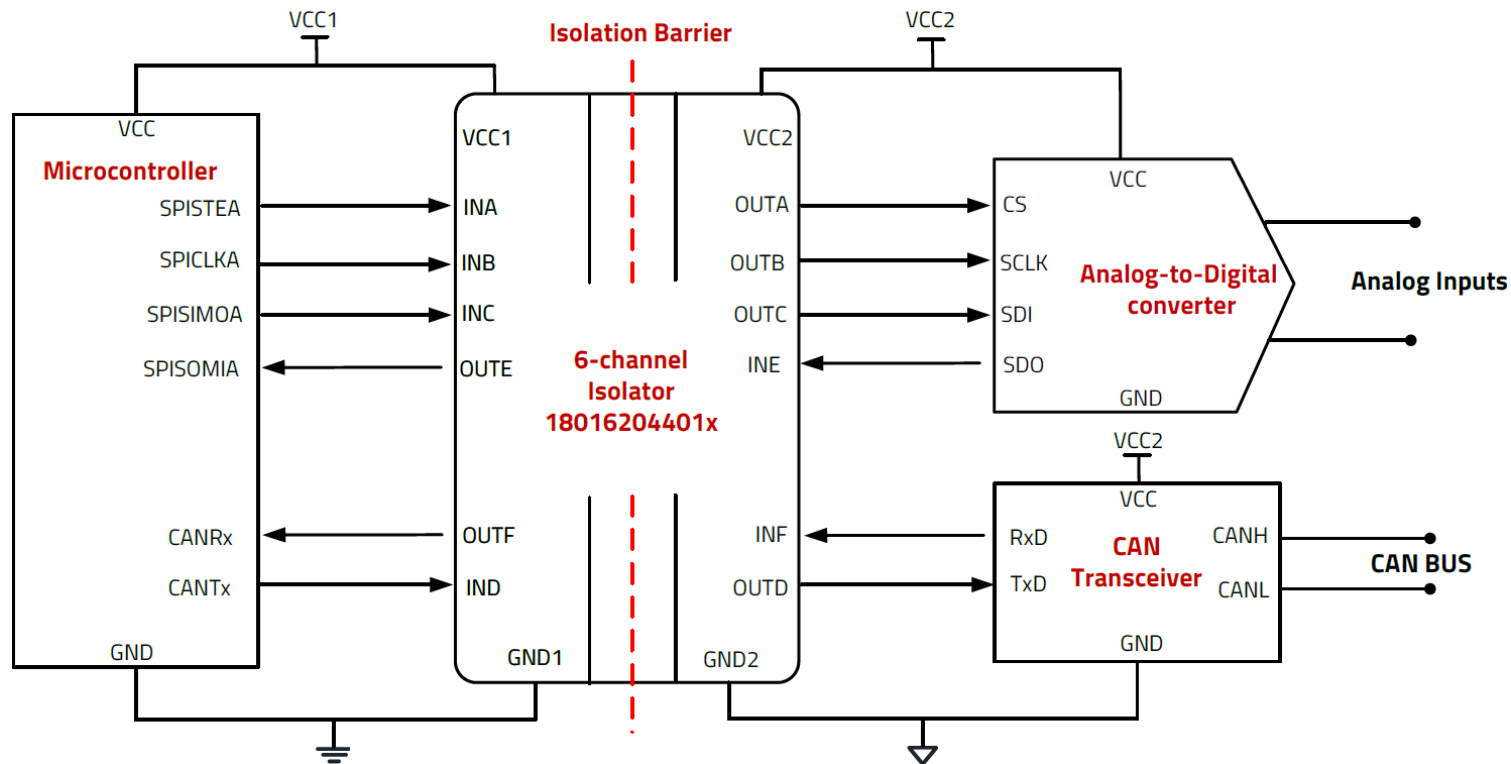 VCC1
Isolation Barrier
VCC2
VCC
Microcontroller
SPISTEA
SPICLKA
SPISIMOA
SPISOMIA
CANRx
CANTx
GND
VCC1
INA
INB
INC
OUTE
OUTF
IND
GND1
6-channel
Isolator
18016204401x
VCC2
OUTA
OUTB
OUTC
INE
INF
OUTD
GND2
VCC
CS
SCLK
SDI
SDO
Analog-to-Digital
converter
GND
Analog Inputs
VCC2
VCC
RxD
TxD
CAN
Transceiver
CANH
CANL
GND
CAN BUS